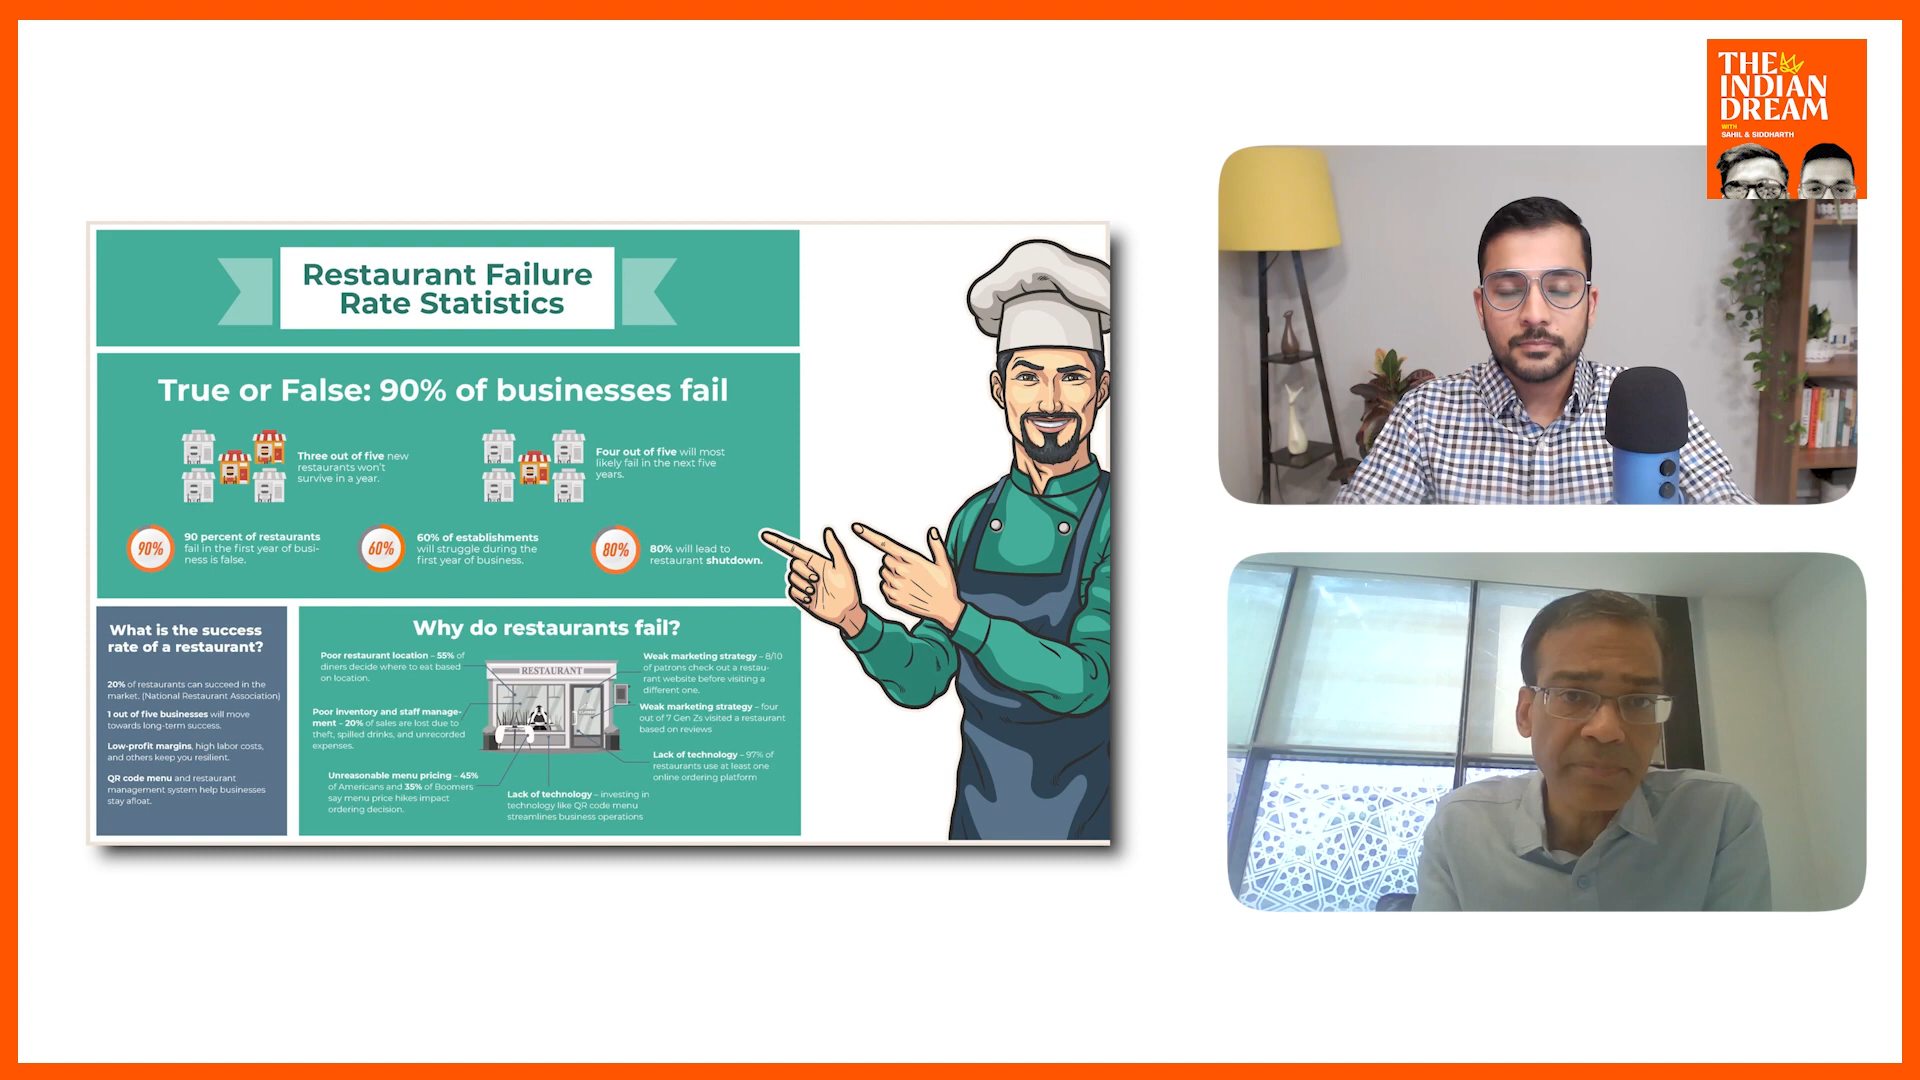 THE
INDIAN
DREAM
WITH
SAHIL & SIDDHARTH
Restaurant Failure
Rate Statistics
True or False: 90% of businesses fail
Three out of five new
restaurants won't
survive in a year.
Four out of five will most
likely fail in the next five
years.
90%
90 percent of restaurants
fail in the first year of busi-
ness is false.
60%
60% of establishments
will struggle during the
first year of business.
80%
80% will lead to
restaurant shutdown.
What is the success
rate of a restaurant?
20% of restaurants can succeed in the
market. (National Restaurant Association)
1 out of five businesses will move
towards long-term success.
Low-profit margins, high labor costs,
and others keep you resilient.
QR code menu and restaurant
management system help businesses
stay afloat.
Why do restaurants fail?
Poor restaurant location – 55% of
diners decide where to eat based
on location.
Poor inventory and staff manage-
ment – 20% of sales are lost due to
theft, spilled drinks, and unrecorded
expenses.
Unreasonable menu pricing – 45%
of Americans and 35% of Boomers
say menu price hikes impact
ordering decision.
RESTAURANT
Lack of technology – investing in
technology like QR code menu
streamlines business operations
Weak marketing strategy – 8/10
of patrons check out a restau-
rant website before visiting a
different one.
Weak marketing strategy – four
out of 7 Gen Zs visited a restaurant
based on reviews
Lack of technology – 97% of
restaurants use at least one
online ordering platform